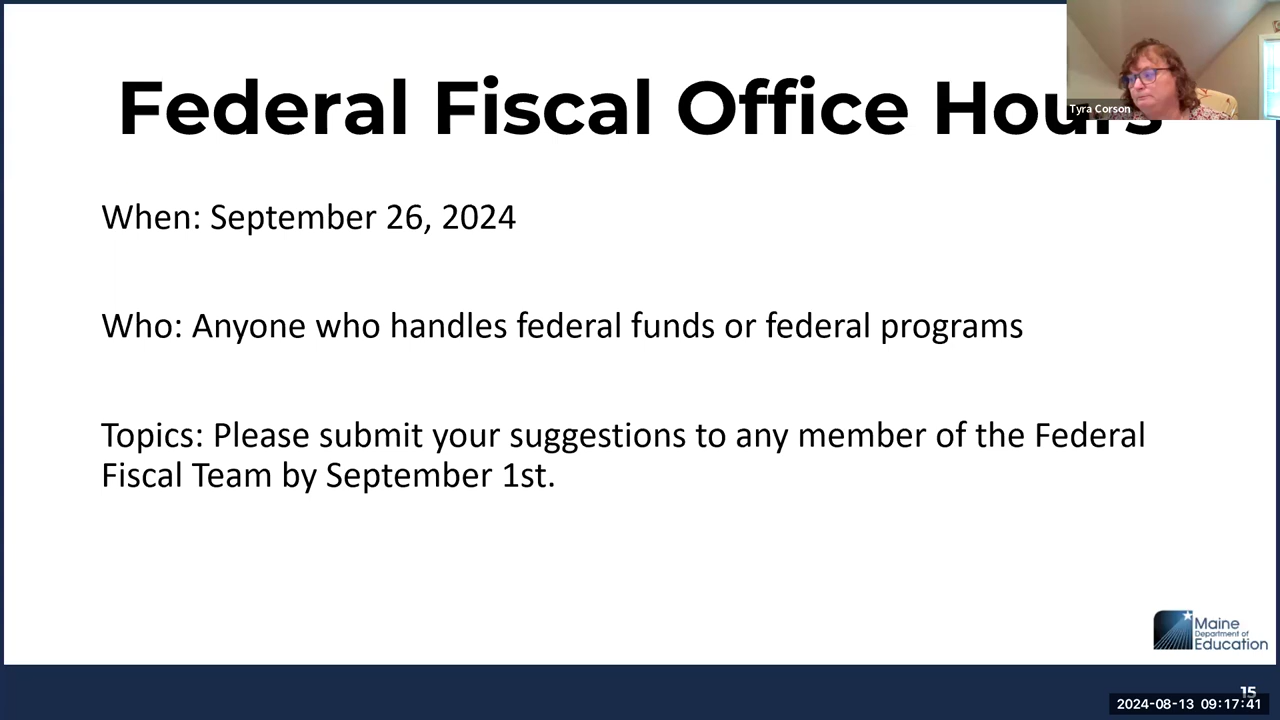 Federal Fiscal Office Hours
Tyra Corson
When: September 26, 2024
Who: Anyone who handles federal funds or federal programs
Topics: Please submit your suggestions to any member of the Federal
Fiscal Team by September 1st.
Maine
Department of
Education
15
2024-08-13 09:17:41